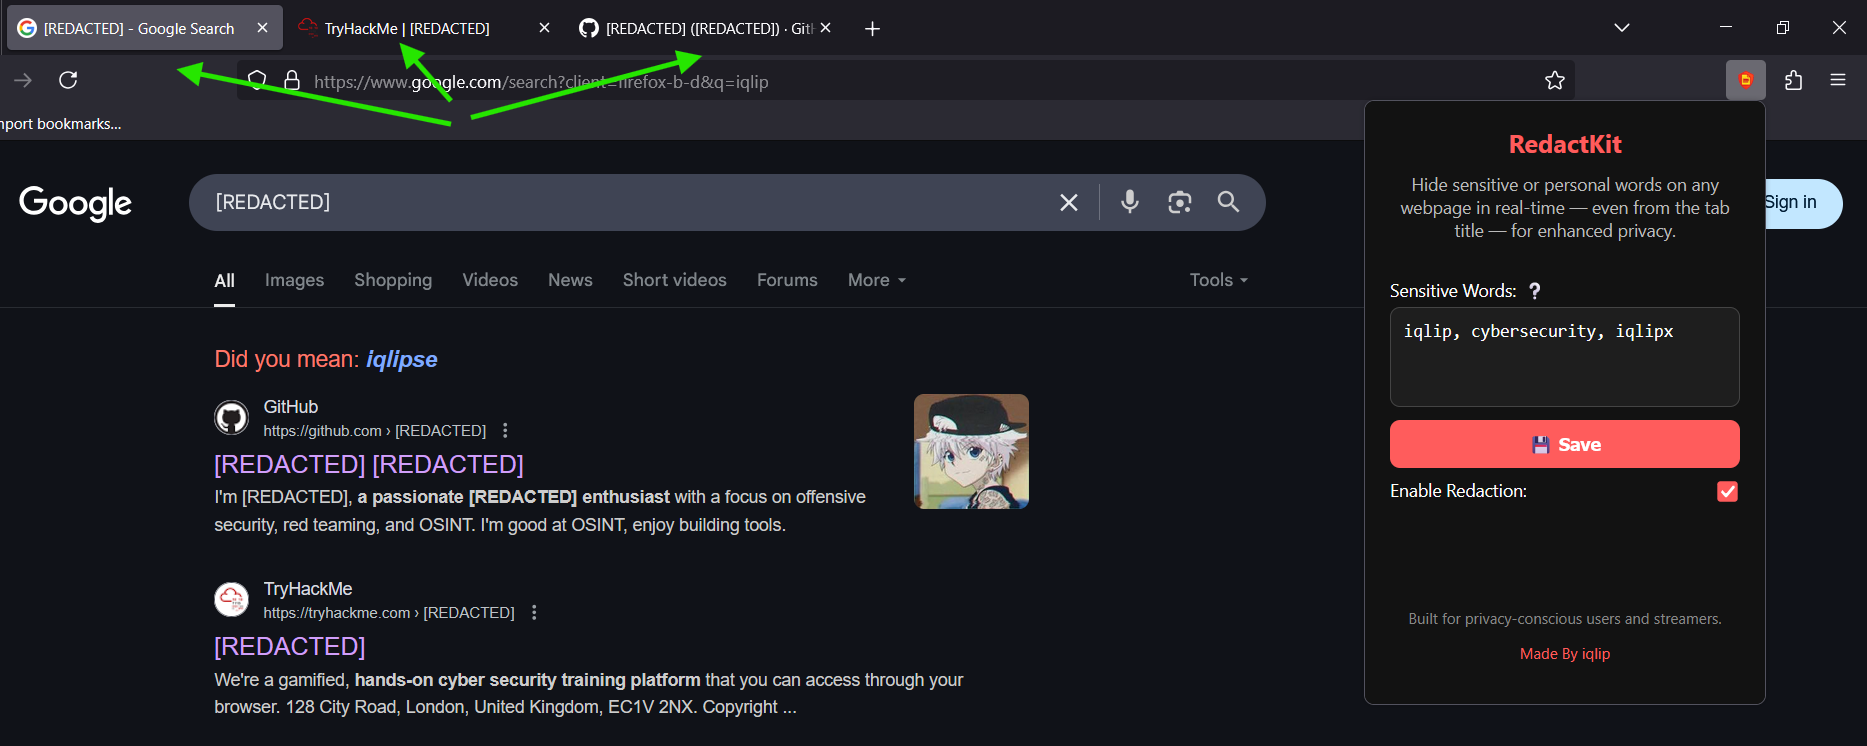 [REDACTED] - Google Search
TryHackMe | [REDACTED]
[REDACTED] ([REDACTED]) · Git
https://www.google.com/search?client=firefox-b-d&q=iqlip
mport bookmarks...
Google
[REDACTED]
Sign in
All Images Shopping Videos News Short videos Forums More Tools
Did you mean: iqlipse
GitHub
https://github.com › [REDACTED]
[REDACTED] [REDACTED]
I'm [REDACTED], a passionate [REDACTED] enthusiast with a focus on offensive
security, red teaming, and OSINT. I'm good at OSINT, enjoy building tools.
TryHackMe
https://tryhackme.com › [REDACTED]
[REDACTED]
We're a gamified, hands-on cyber security training platform that you can access through your
browser. 128 City Road, London, United Kingdom, EC1V 2NX. Copyright ...
RedactKit
Hide sensitive or personal words on any
webpage in real-time — even from the tab
title — for enhanced privacy.
Sensitive Words: ?
iqlip, cybersecurity, iqlipx
Save
Enable Redaction:
Built for privacy-conscious users and streamers.
Made By iqlip